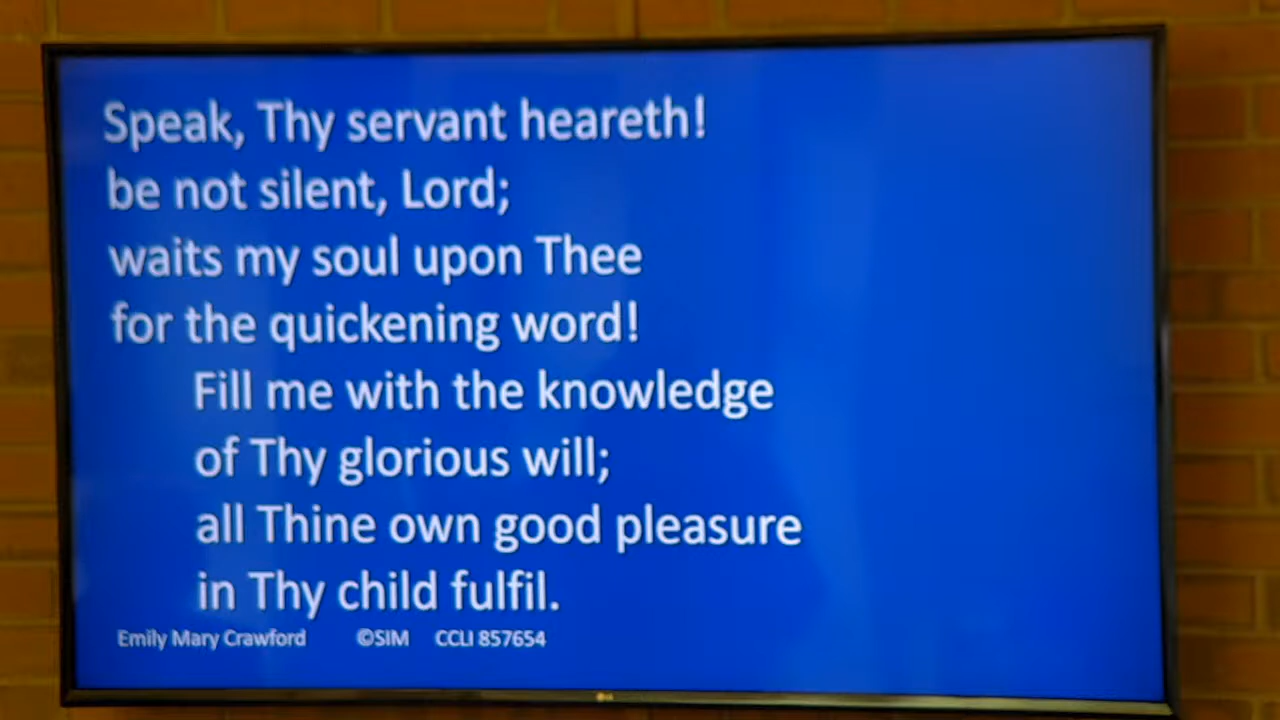 Speak, Thy servant heareth!
be not silent, Lord;
waits my soul upon Thee
for the quickening word!
Fill me with the knowledge
of Thy glorious will;
all Thine own good pleasure
in Thy child fulfil.
Emily Mary Crawford ©SIM CCLI 857654